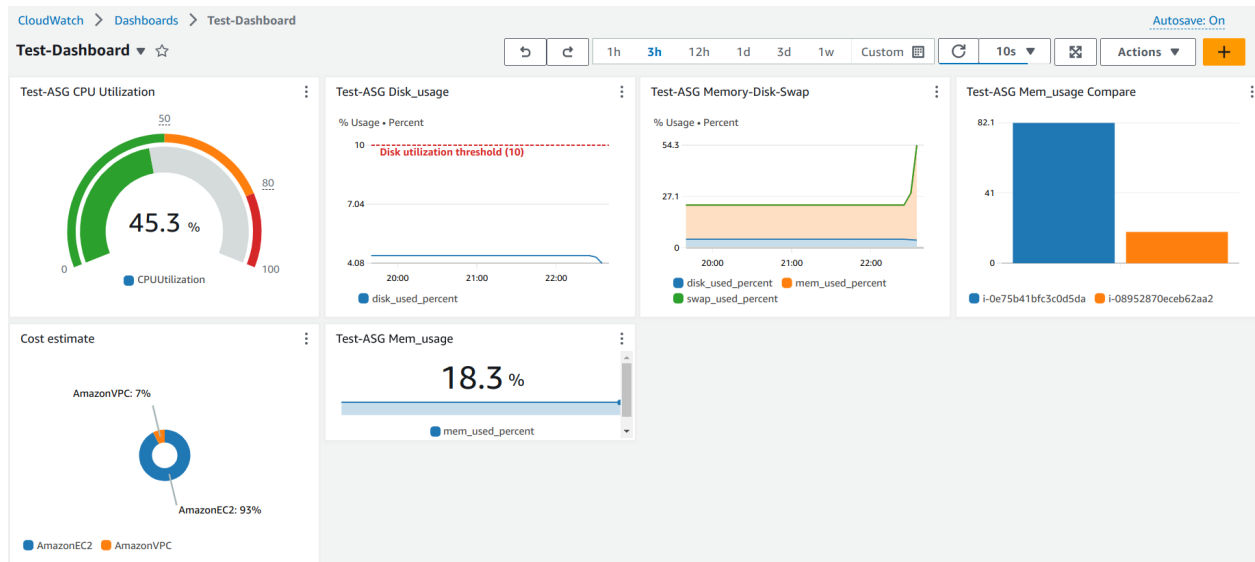 CloudWatch > Dashboards > Test-Dashboard
Autosave: On
Test-Dashboard
1h 3h 12h 1d 3d 1w Custom
10s
Actions
+
Test-ASG CPU Utilization
50
80
45.3 %
0
100
CPUUtilization
Test-ASG Disk_usage
% Usage • Percent
10
Disk utilization threshold (10)
7.04
4.08
20:00 21:00 22:00
disk_used_percent
Test-ASG Memory-Disk-Swap
% Usage • Percent
54.3
27.1
0
20:00 21:00 22:00
disk_used_percent mem_used_percent
swap_used_percent
Test-ASG Mem_usage Compare
82.1
41
0
i-0e75b41bfc3c0d5da i-08952870eceb62aa2
Cost estimate
AmazonVPC: 7%
AmazonEC2: 93%
AmazonEC2 AmazonVPC
Test-ASG Mem_usage
18.3 %
mem_used_percent